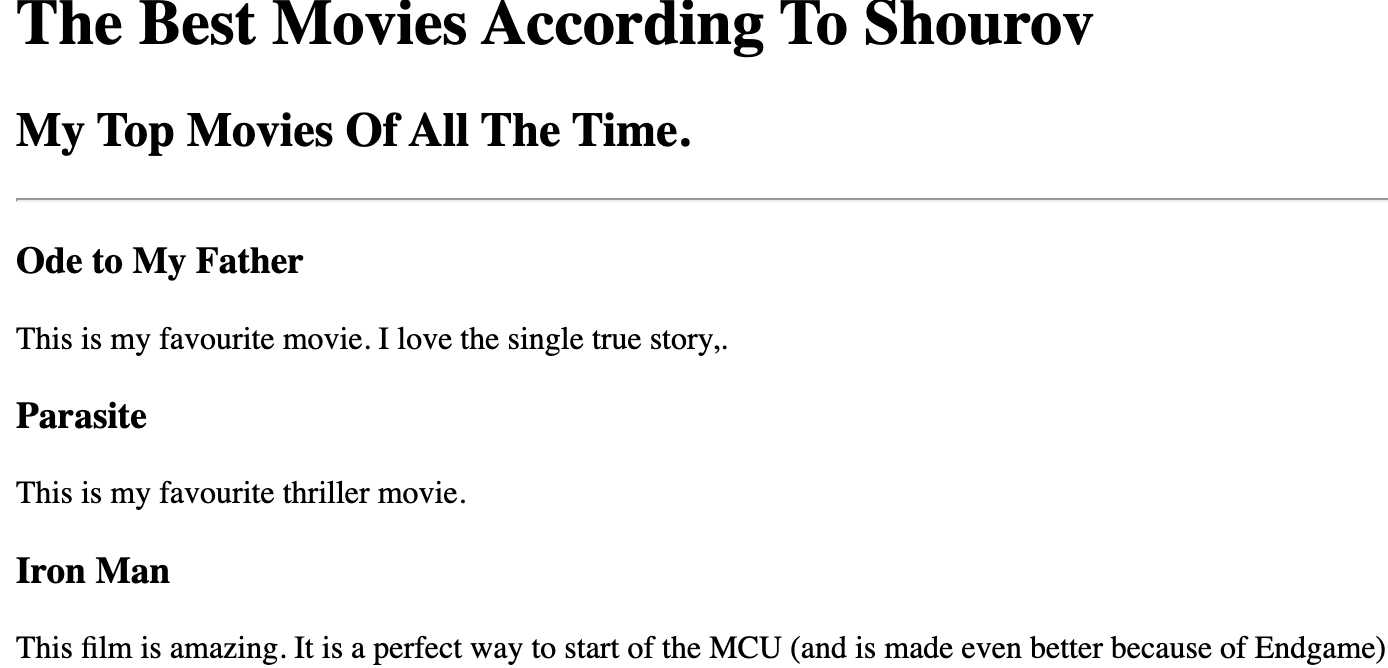 The Best Movies According To Shourov
My Top Movies Of All The Time.
Ode to My Father
This is my favourite movie. I love the single true story,.
Parasite
This is my favourite thriller movie.
Iron Man
This film is amazing. It is a perfect way to start of the MCU (and is made even better because of Endgame)